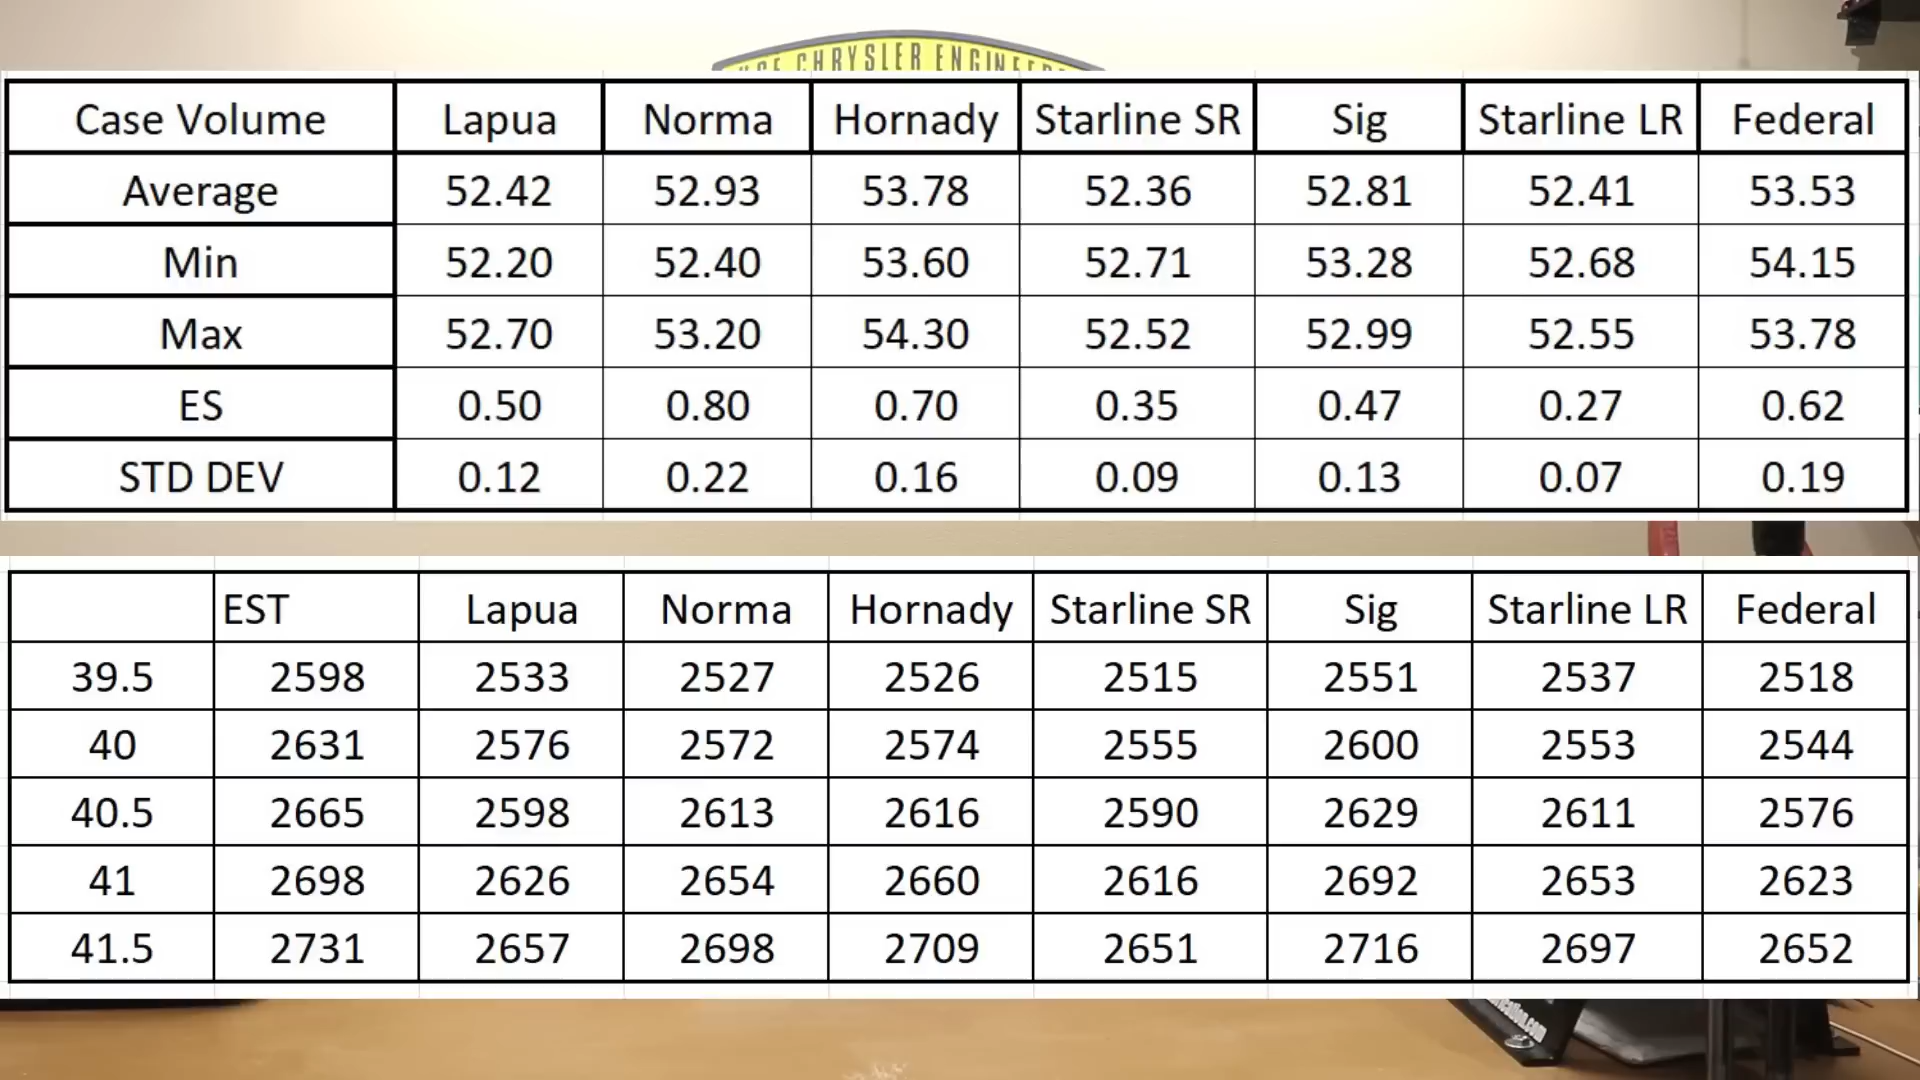 CHRYSLER
Case Volume Lapua Norma Hornady Starline SR Sig Starline LR Federal
Average 52.42 52.93 53.78 52.36 52.81 52.41 53.53
Min 52.20 52.40 53.60 52.71 53.28 52.68 54.15
Max 52.70 53.20 54.30 52.52 52.99 52.55 53.78
ES 0.50 0.80 0.70 0.35 0.47 0.27 0.62
STD DEV 0.12 0.22 0.16 0.09 0.13 0.07 0.19
EST Lapua Norma Hornady Starline SR Sig Starline LR Federal
39.5 2598 2533 2527 2526 2515 2551 2537 2518
40 2631 2576 2572 2574 2555 2600 2553 2544
40.5 2665 2598 2613 2616 2590 2629 2611 2576
41 2698 2626 2654 2660 2616 2692 2653 2623
41.5 2731 2657 2698 2709 2651 2716 2697 2652